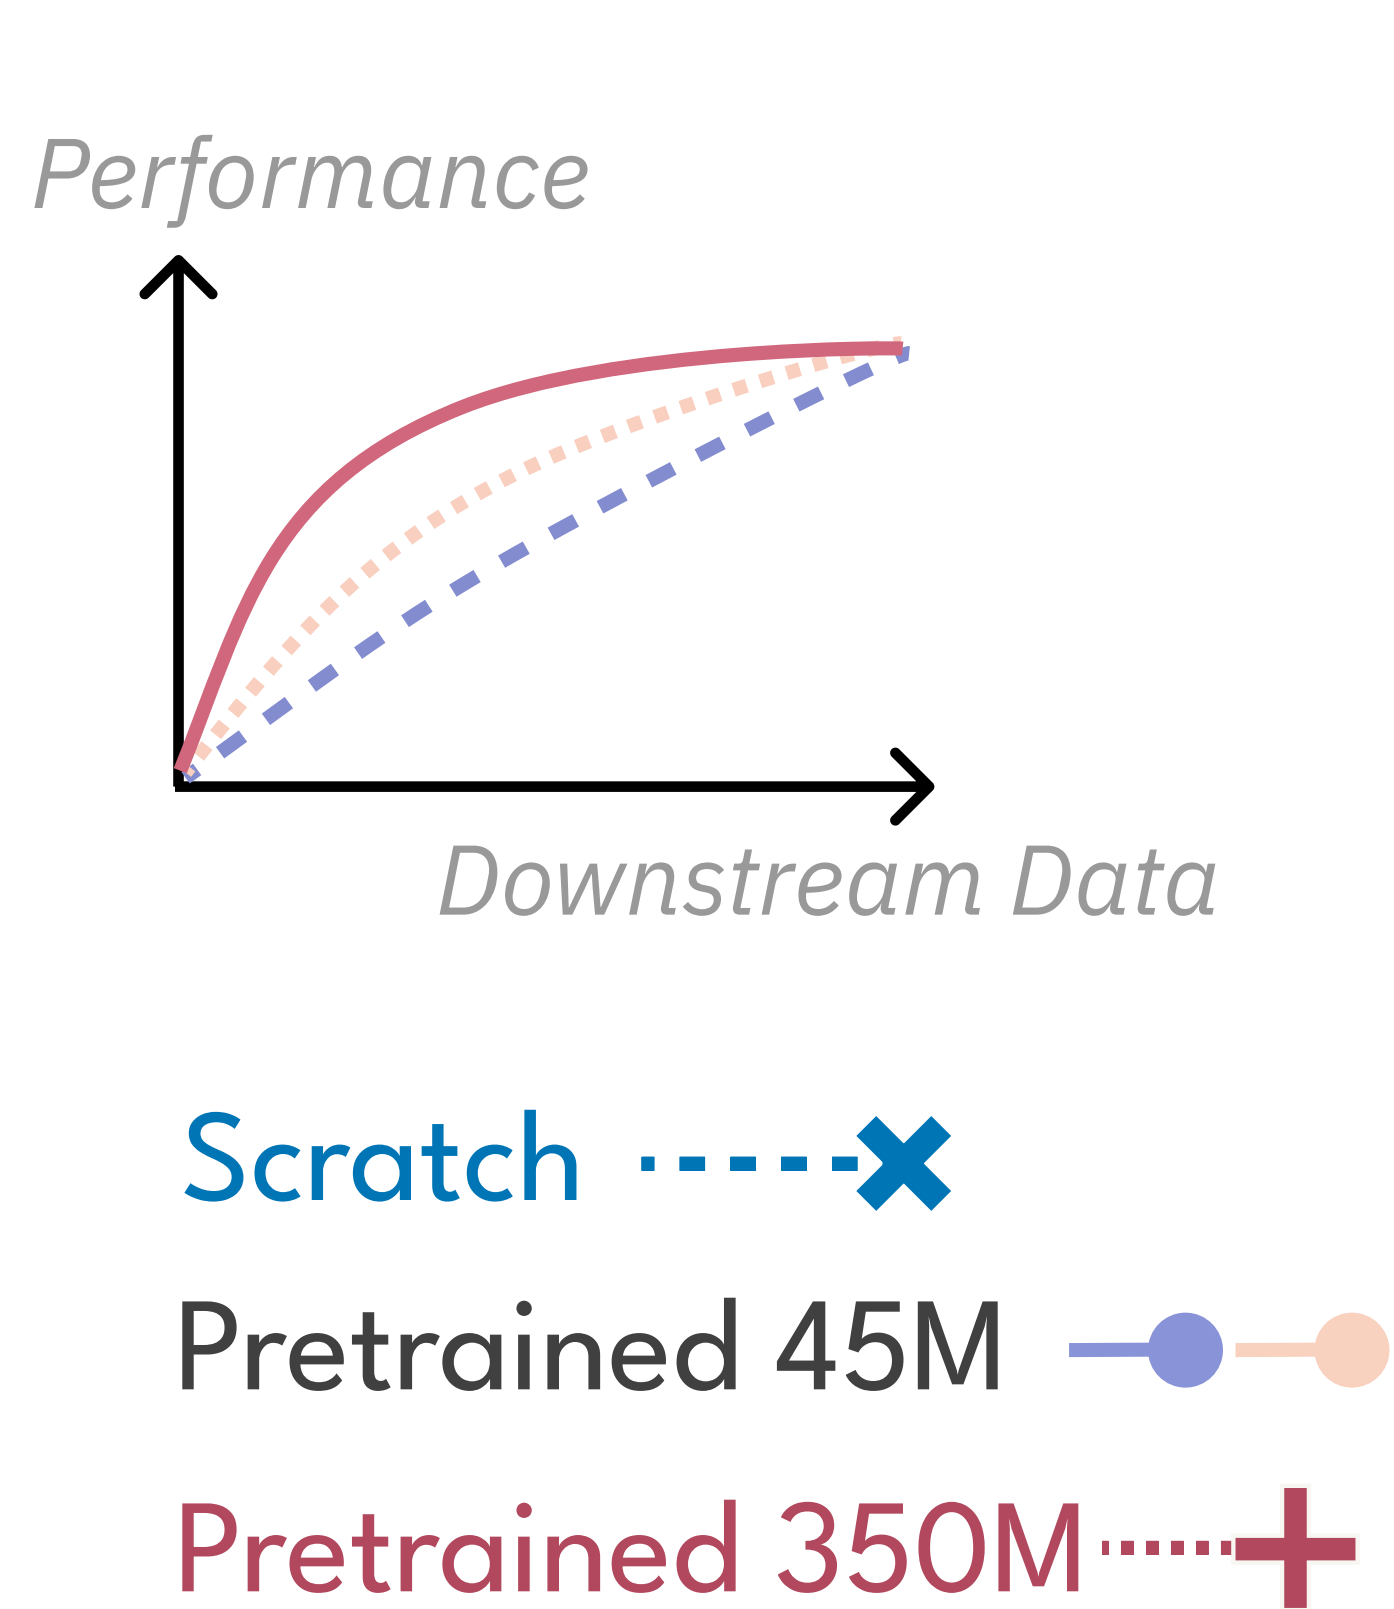 Performance
Downstream Data
Scratch
Pretrained 45M
Pretrained 350M